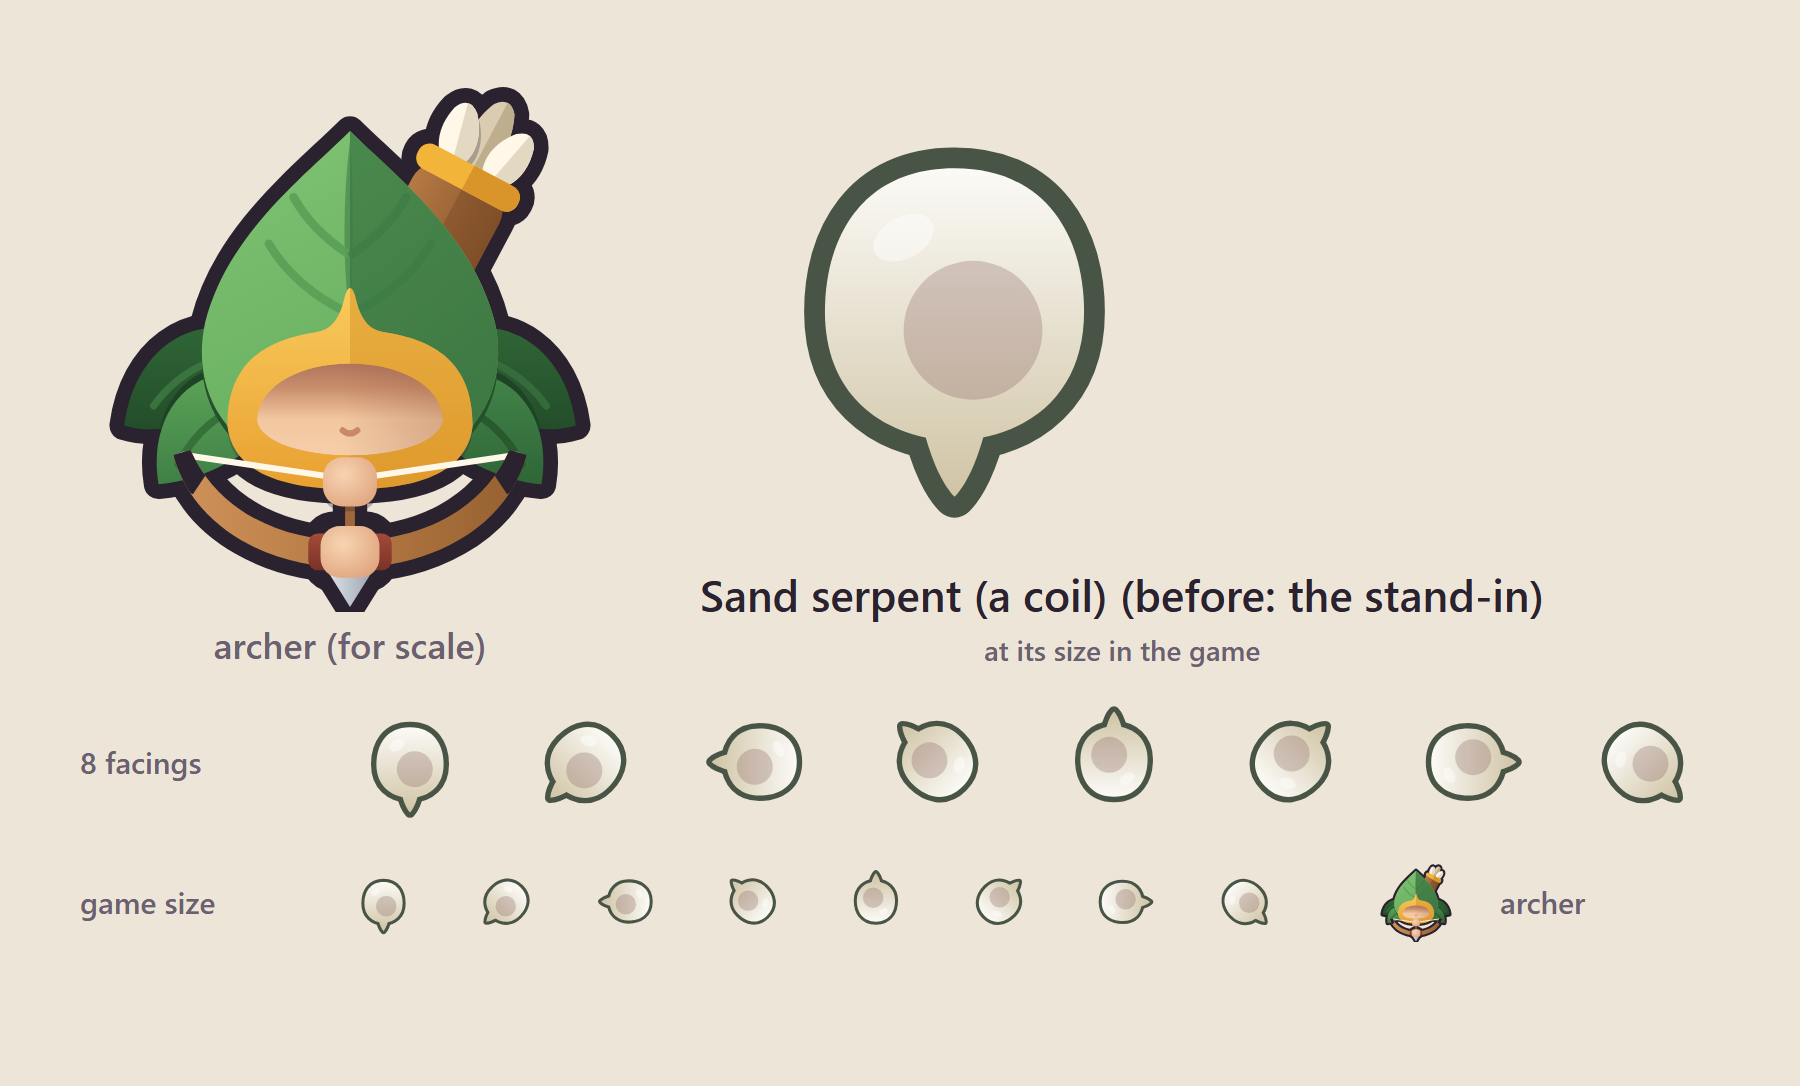 Sand serpent (a coil) (before: the stand-in)
archer (for scale)
at its size in the game
8 facings
game size
archer